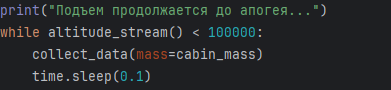 print("Подъем продолжается до апогея...")
while altitude_stream() < 100000:
    collect_data(mass=cabin_mass)
    time.sleep(0.1)